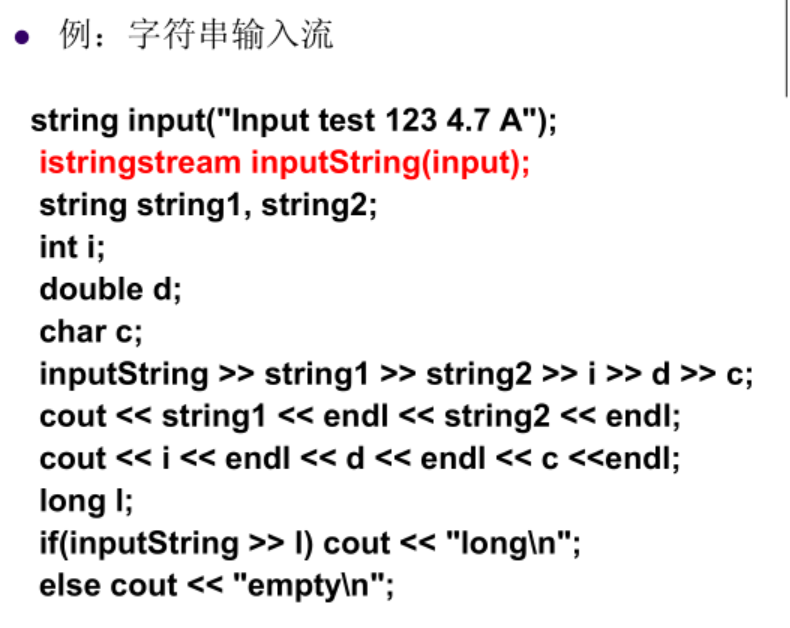 ● 例：字符串输入流
string input("Input test 123 4.7 A");
istringstream inputString(input);
string string1, string2;
int i;
double d;
char c;
inputString >> string1 >> string2 >> i >> d >> c;
cout << string1 << endl << string2 << endl;
cout << i << endl << d << endl << c <<endl;
long l;
if(inputString >> l) cout << "long\n";
else cout << "empty\n";